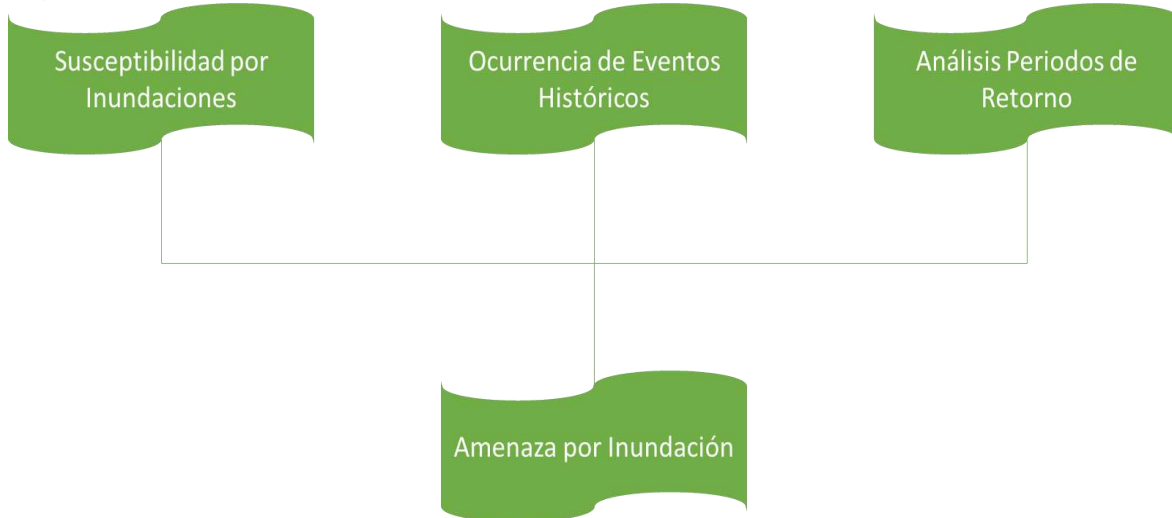 Susceptibilidad por
Inundaciones
Ocurrencia de Eventos
Históricos
Análisis Periodos de
Retorno
Amenaza por Inundación